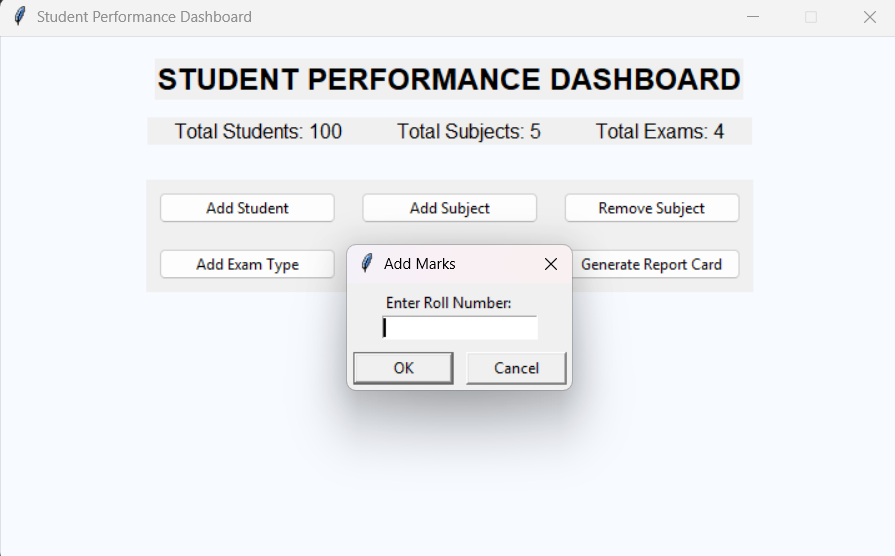 Student Performance Dashboard
STUDENT PERFORMANCE DASHBOARD
Total Students: 100 Total Subjects: 5 Total Exams: 4
Add Student Add Subject Remove Subject
Add Exam Type Generate Report Card
Add Marks
Enter Roll Number:
OK Cancel